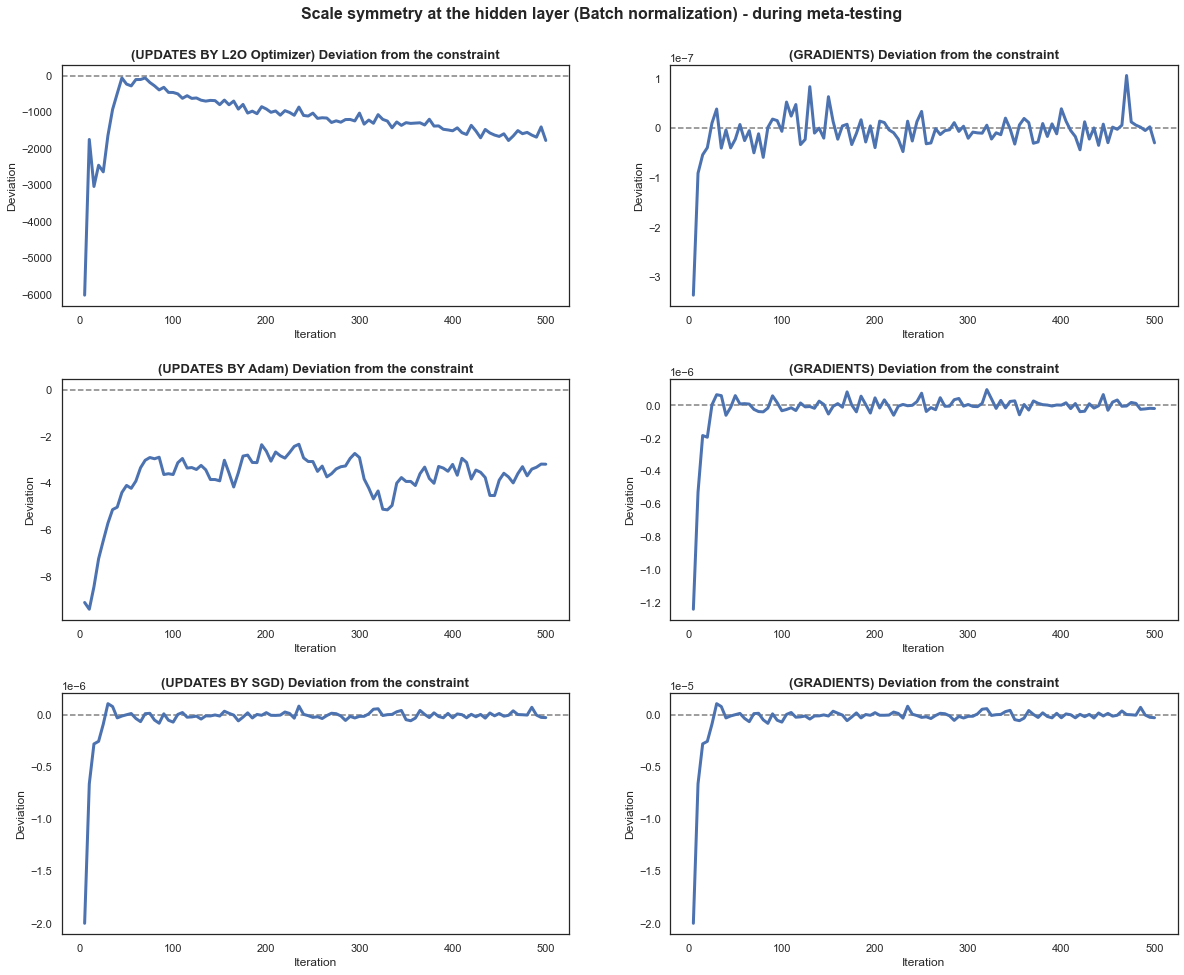 Scale symmetry at the hidden layer (Batch normalization) - during meta-testing
(UPDATES BY L2O Optimizer) Deviation from the constraint
0
−1000
−2000
−3000
−4000
−5000
−6000
Deviation
0 100 200 300 400 500
Iteration
(GRADIENTS) Deviation from the constraint
1e−7
1
0
−1
−2
−3
Deviation
0 100 200 300 400 500
Iteration
(UPDATES BY Adam) Deviation from the constraint
0
−2
−4
−6
−8
Deviation
0 100 200 300 400 500
Iteration
(GRADIENTS) Deviation from the constraint
1e−6
0.0
−0.2
−0.4
−0.6
−0.8
−1.0
−1.2
Deviation
0 100 200 300 400 500
Iteration
(UPDATES BY SGD) Deviation from the constraint
1e−6
0.0
−0.5
−1.0
−1.5
−2.0
Deviation
0 100 200 300 400 500
Iteration
(GRADIENTS) Deviation from the constraint
1e−5
0.0
−0.5
−1.0
−1.5
−2.0
Deviation
0 100 200 300 400 500
Iteration